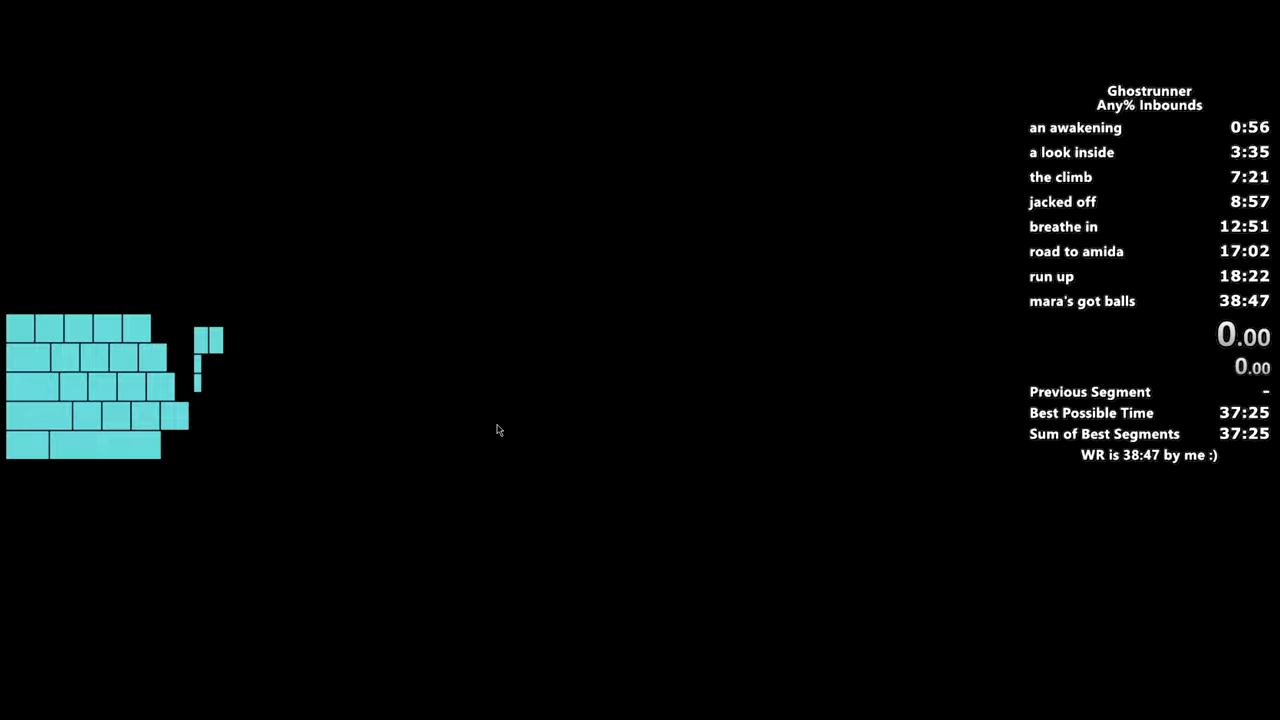 Ghostrunner
Any% Inbounds
an awakening 0:56
a look inside 3:35
the climb 7:21
jacked off 8:57
breathe in 12:51
road to amida 17:02
run up 18:22
mara's got balls 38:47
0.00
0.00
Previous Segment -
Best Possible Time 37:25
Sum of Best Segments 37:25
WR is 38:47 by me :)